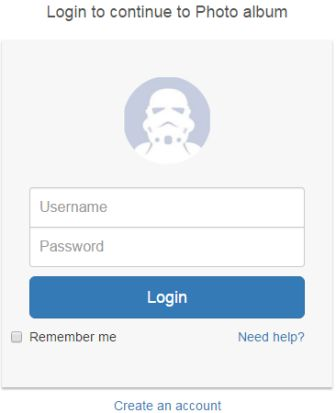 Login to continue to Photo album
Username
Password
Login
Remember me Need help?
Create an account